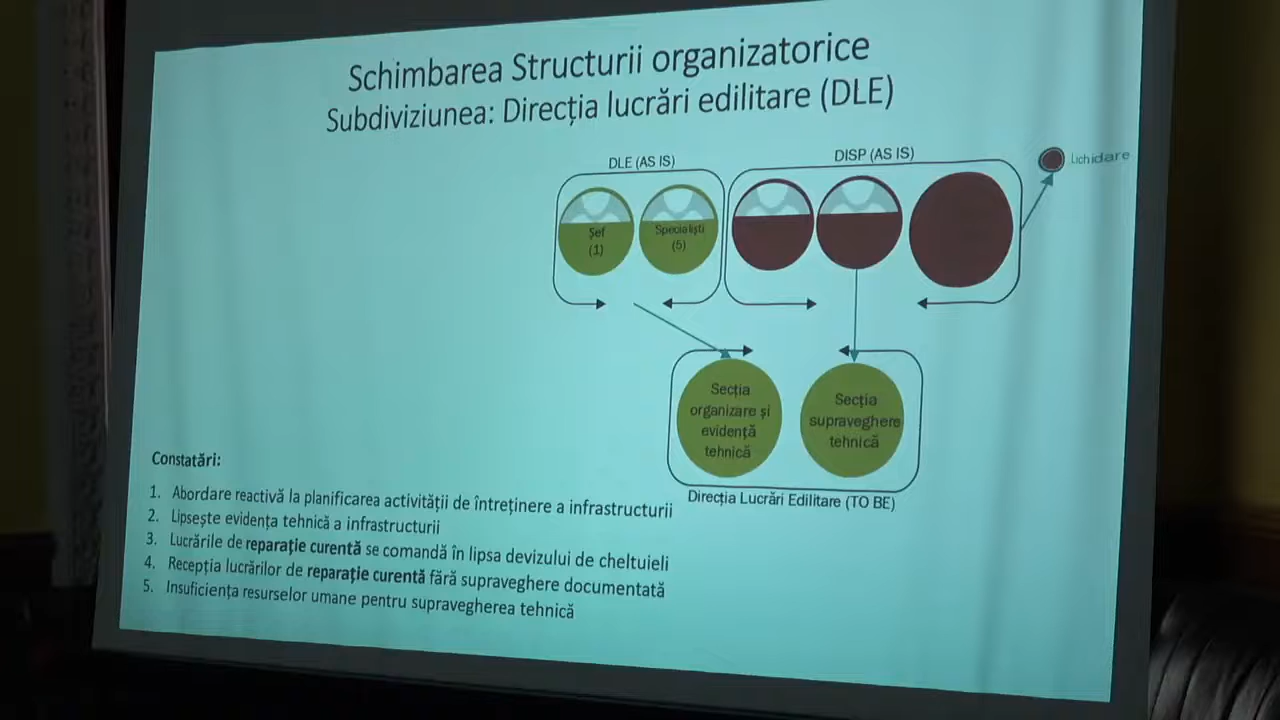 Schimbarea Structurii organizatorice
Subdiviziunea: Direcția lucrări edilitare (DLE)
DLE (AS IS)
DISP (AS IS)
Lichidare
Șef
(1)
Specialiști
(5)
Secția
organizare și
evidență
tehnică
Secția
supraveghere
tehnică
Direcția Lucrări Edilitare (TO BE)
Constatări:
1. Abordare reactivă la planificarea activității de întreținere a infrastructurii
2. Lipsește evidența tehnică a infrastructurii
3. Lucrările de reparație curentă se comandă în lipsa devizului de cheltuieli
4. Recepția lucrărilor de reparație curentă fără supraveghere documentată
5. Insuficiența resurselor umane pentru supravegherea tehnică